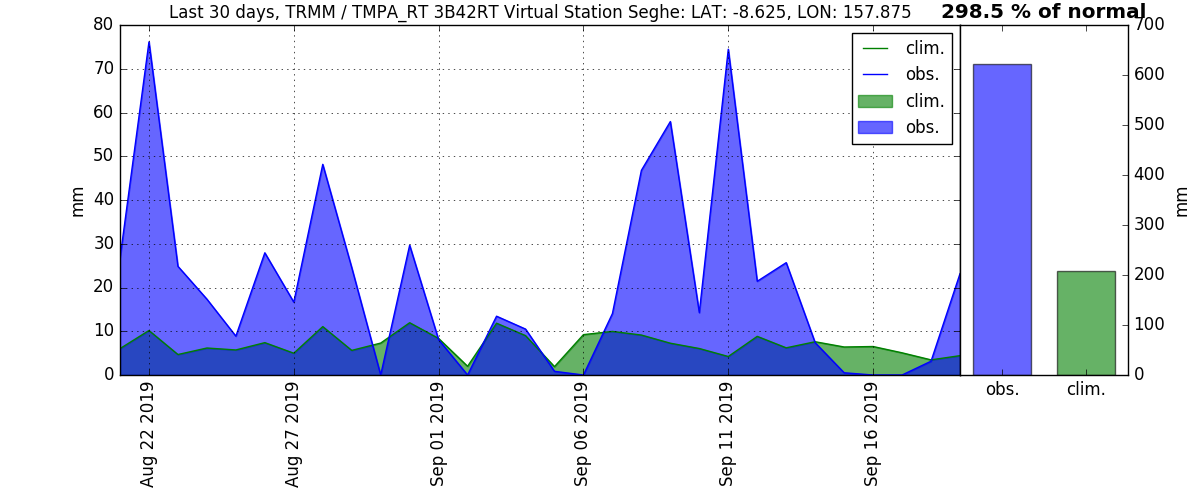 Last 30 days, TRMM / TMPA_RT 3B42RT Virtual Station Seghe: LAT: -8.625, LON: 157.875
298.5 % of normal
80
70
60
50
40
30
20
10
0
mm
clim.
obs.
clim.
obs.
Aug 22 2019
Aug 27 2019
Sep 01 2019
Sep 06 2019
Sep 11 2019
Sep 16 2019
700
600
500
400
300
200
100
0
mm
obs.
clim.